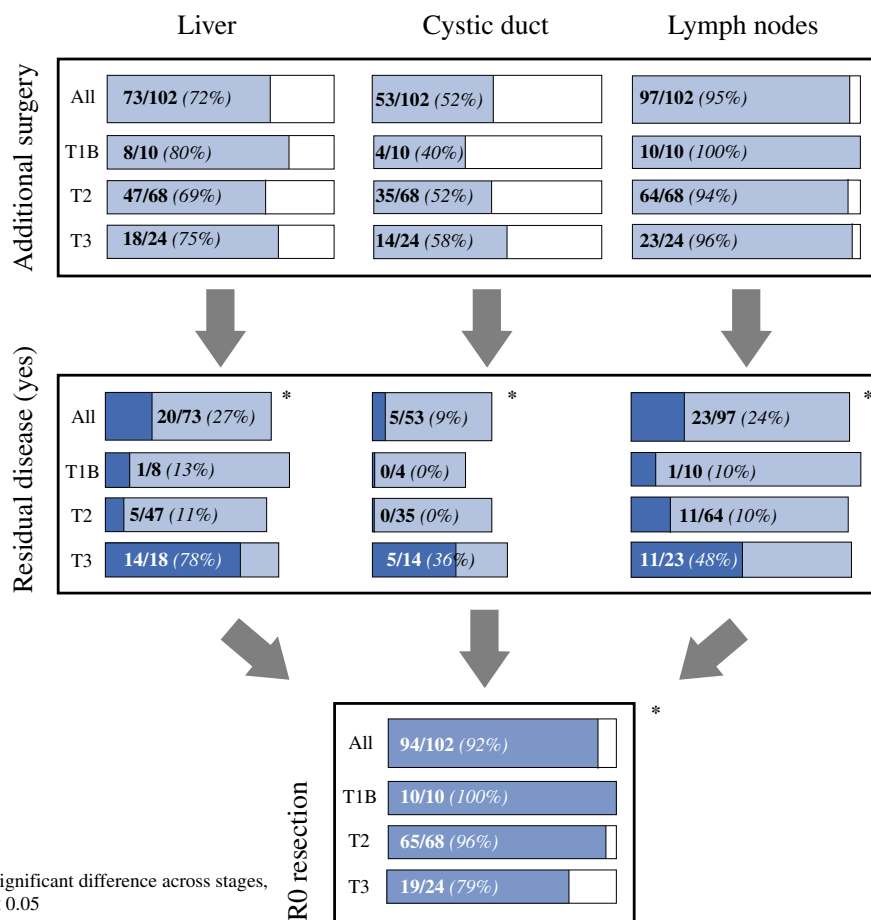 Liver Cystic duct Lymph nodes
Additional surgery
All 73/102 (72%) 53/102 (52%) 97/102 (95%)
T1B 8/10 (80%) 4/10 (40%) 10/10 (100%)
T2 47/68 (69%) 35/68 (52%) 64/68 (94%)
T3 18/24 (75%) 14/24 (58%) 23/24 (96%)
Residual disease (yes)
* * *
All 20/73 (27%) 5/53 (9%) 23/97 (24%)
T1B 1/8 (13%) 0/4 (0%) 1/10 (10%)
T2 5/47 (11%) 0/35 (0%) 11/64 (10%)
T3 14/18 (78%) 5/14 (36%) 11/23 (48%)
R0 resection
*
All 94/102 (92%)
T1B 10/10 (100%)
T2 65/68 (96%)
T3 19/24 (79%)
ignificant difference across stages,
0.05